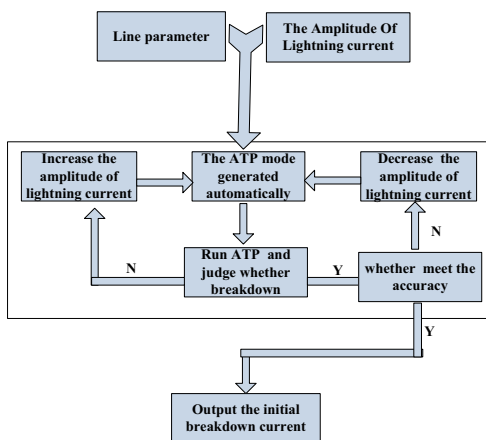 Line parameter
The Amplitude Of
Lightning current
Increase the
amplitude of
lightning current
The ATP mode
generated
automatically
Decrease the
amplitude of
lightning current
N
N
Run ATP and
judge whether
breakdown
Y
whether meet the
accuracy
Y
Output the initial
breakdown current